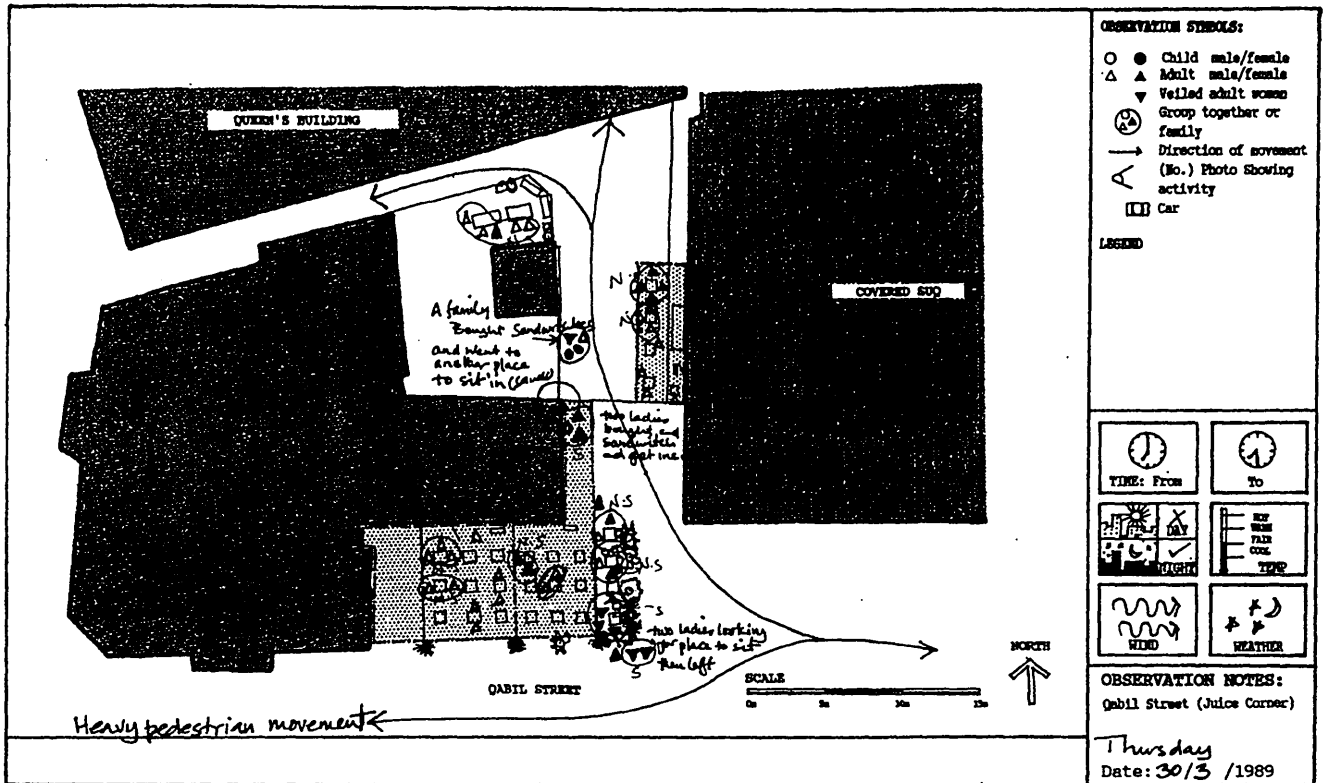 QUEEN'S BUILDING
COVERED SUQ
A family
Bought Sandwiches
and went to
another place
to sit in
two ladies
bought
sandwitch
and get in
N.S
N.S
S
N.S
S
two ladies looking
for place to sit
then left
S
QABIL STREET
Heavy pedestrian movement
SCALE
0m 5m 10m 15m
NORTH
OBSERVATION SYMBOLS:
Child male/female
Adult male/female
Veiled adult woman
Group together or
family
Direction of movement
(No.) Photo Showing
activity
Car
LEGEND
TIME: From
To
DAY
NIGHT
HOT
WARM
FAIR
COOL
TEMP
WIND
WEATHER
OBSERVATION NOTES:
Qabil Street (Juice Corner)
Thursday
Date: 30/3 /1989